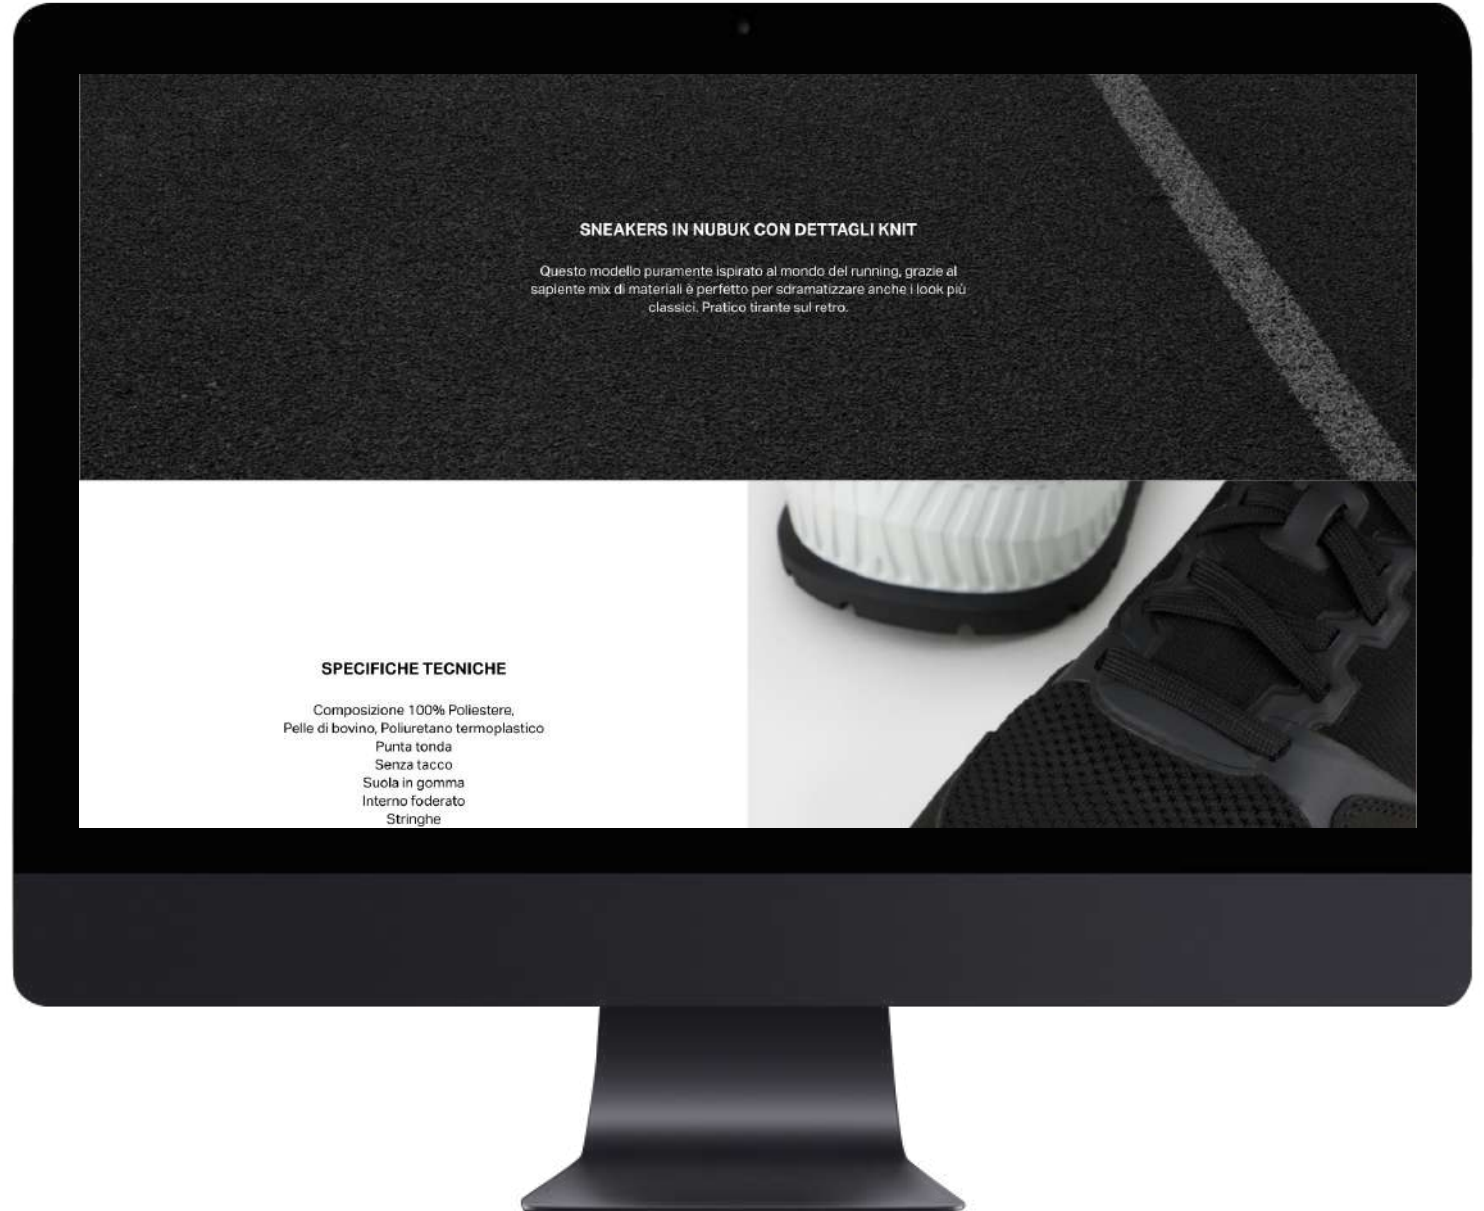 SNEAKERS IN NUBUK CON DETTAGLI KNIT
Questo modello puramente ispirato al mondo del running, grazie al
sapiente mix di materiali è perfetto per sdramatizzare anche i look più
classici. Pratico tirante sul retro.
SPECIFICHE TECNICHE
Composizione 100% Poliestere,
Pelle di bovino, Poliuretano termoplastico
Punta tonda
Senza tacco
Suola in gomma
Interno foderato
Stringhe